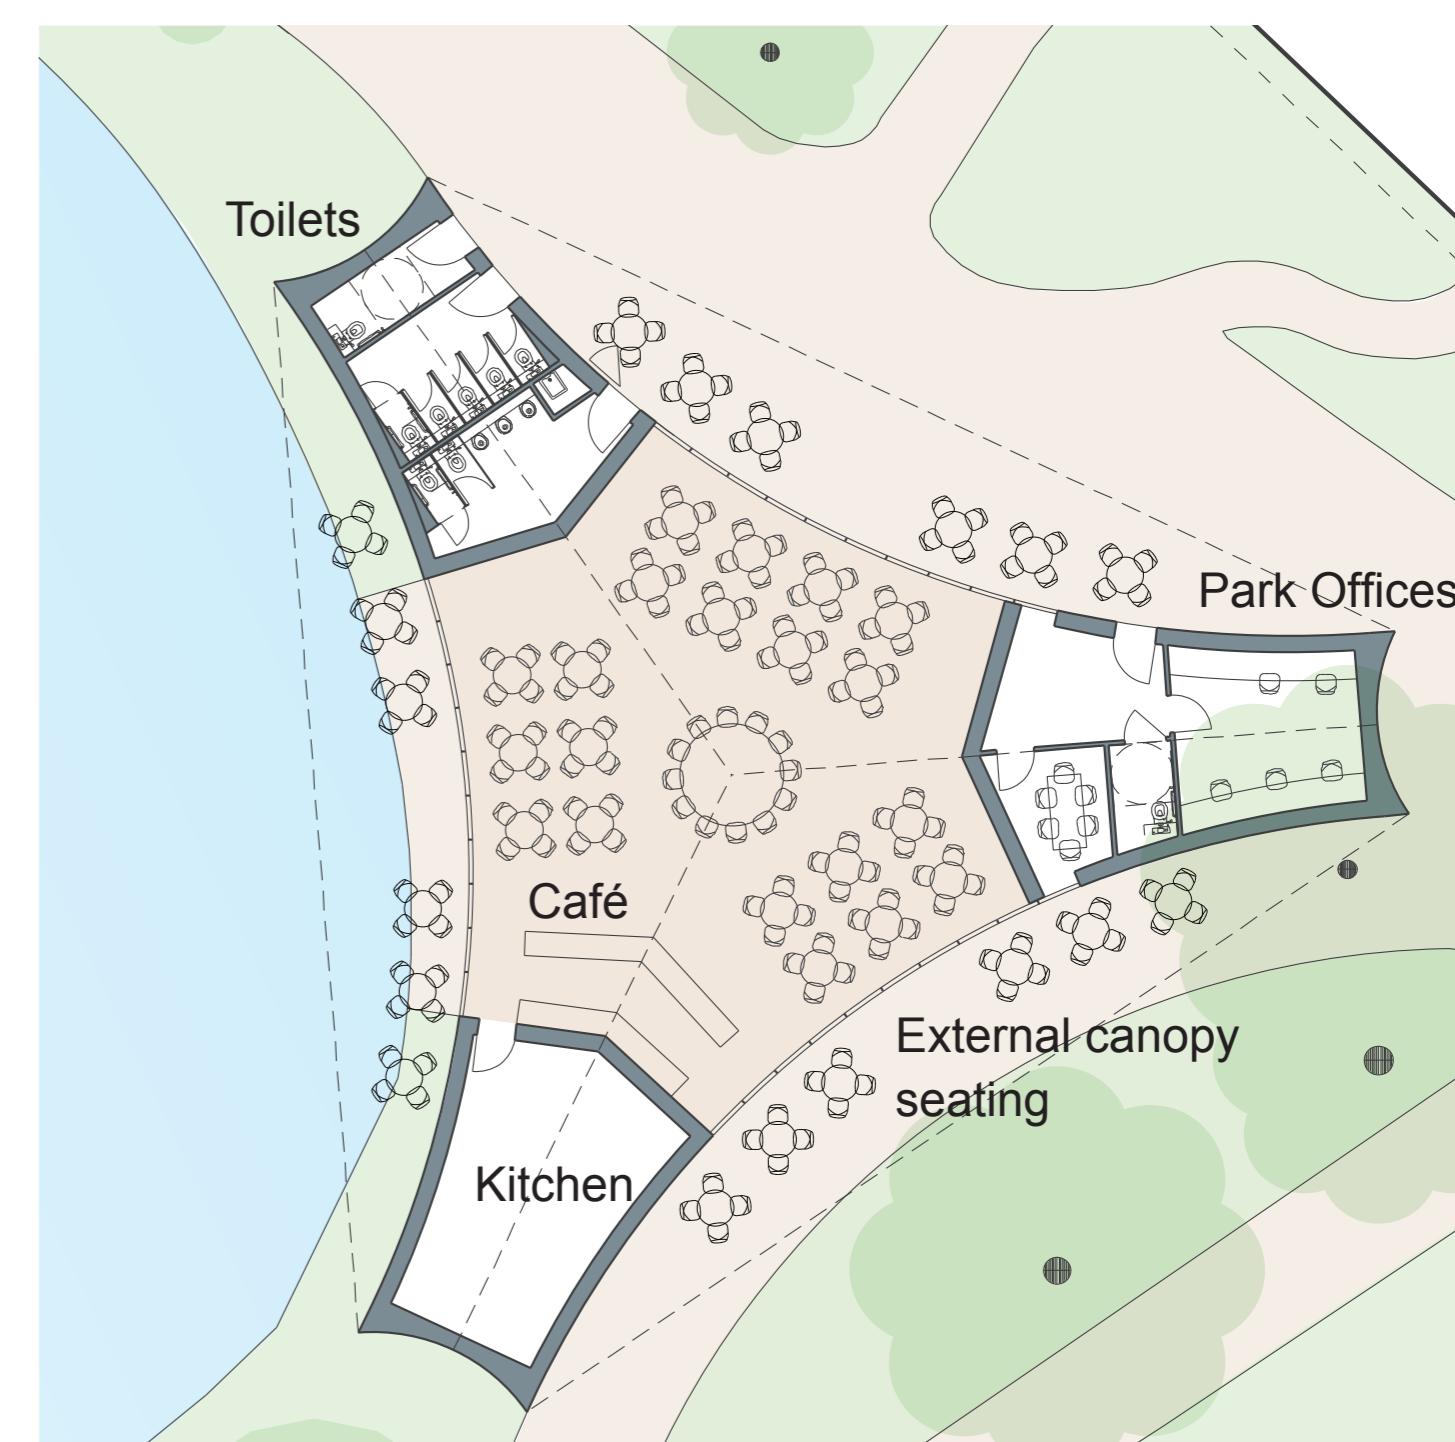 Toilets
Park Offices
Café
External canopy
seating
Kitchen